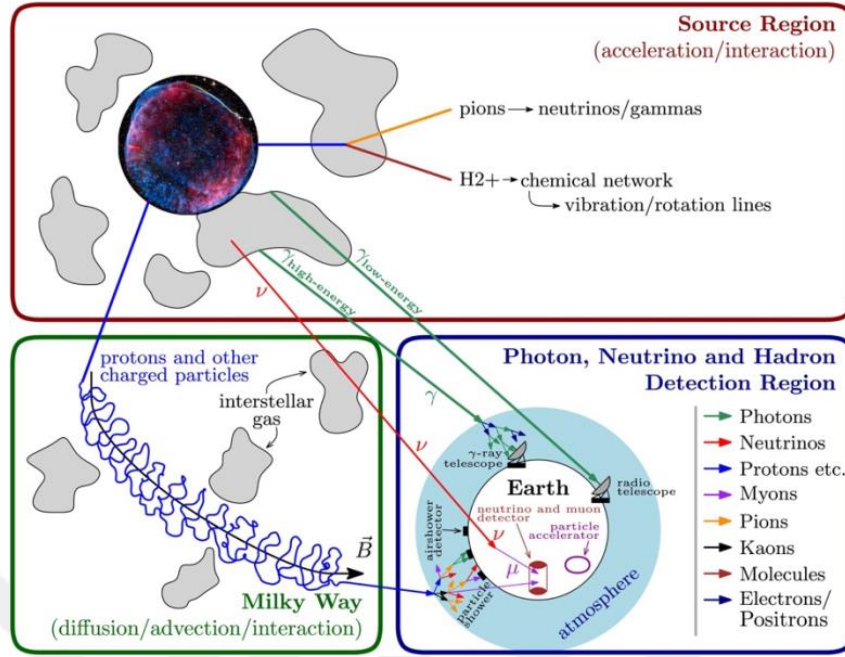 Source Region
(acceleration/interaction)
pions → neutrinos/gammas
H2+ → chemical network
vibration/rotation lines
γlow-energy
γhigh-energy
ν
protons and other
charged particles
interstellar
gas
B⃗
Milky Way
(diffusion/advection/interaction)
Photon, Neutrino and Hadron
Detection Region
γ
ν
γ-ray
telescope
radio
telescope
Earth
neutrino and muon
detector
particle
accelerator
airshower
detector
ν
μ
particle
shower
atmosphere
Photons
Neutrinos
Protons etc.
Myons
Pions
Kaons
Molecules
Electrons/
Positrons